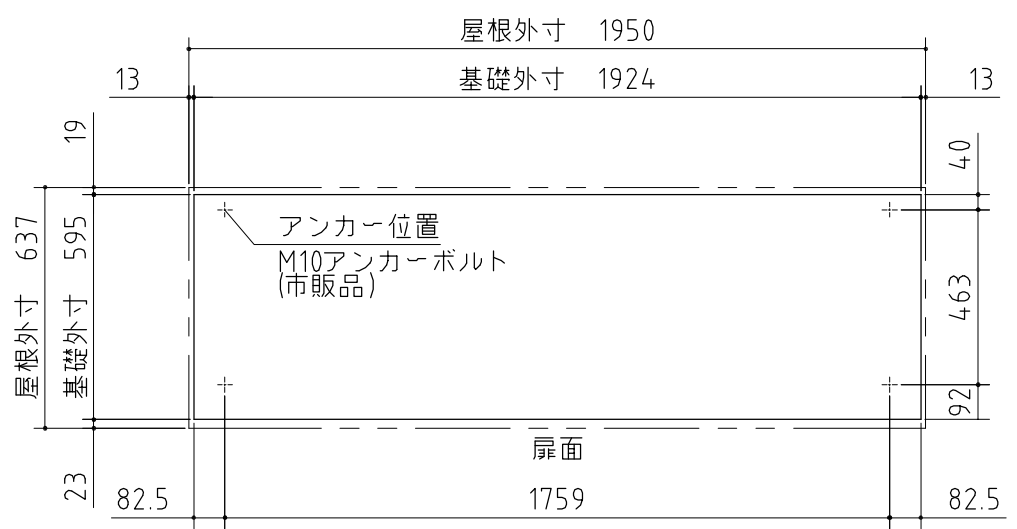 屋根外寸 1950
13
基礎外寸 1924
13
19
40
屋根外寸 637
基礎外寸 595
アンカー位置
M10アンカーボルト
(市販品)
463
92
扉面
23
82.5
1759
82.5